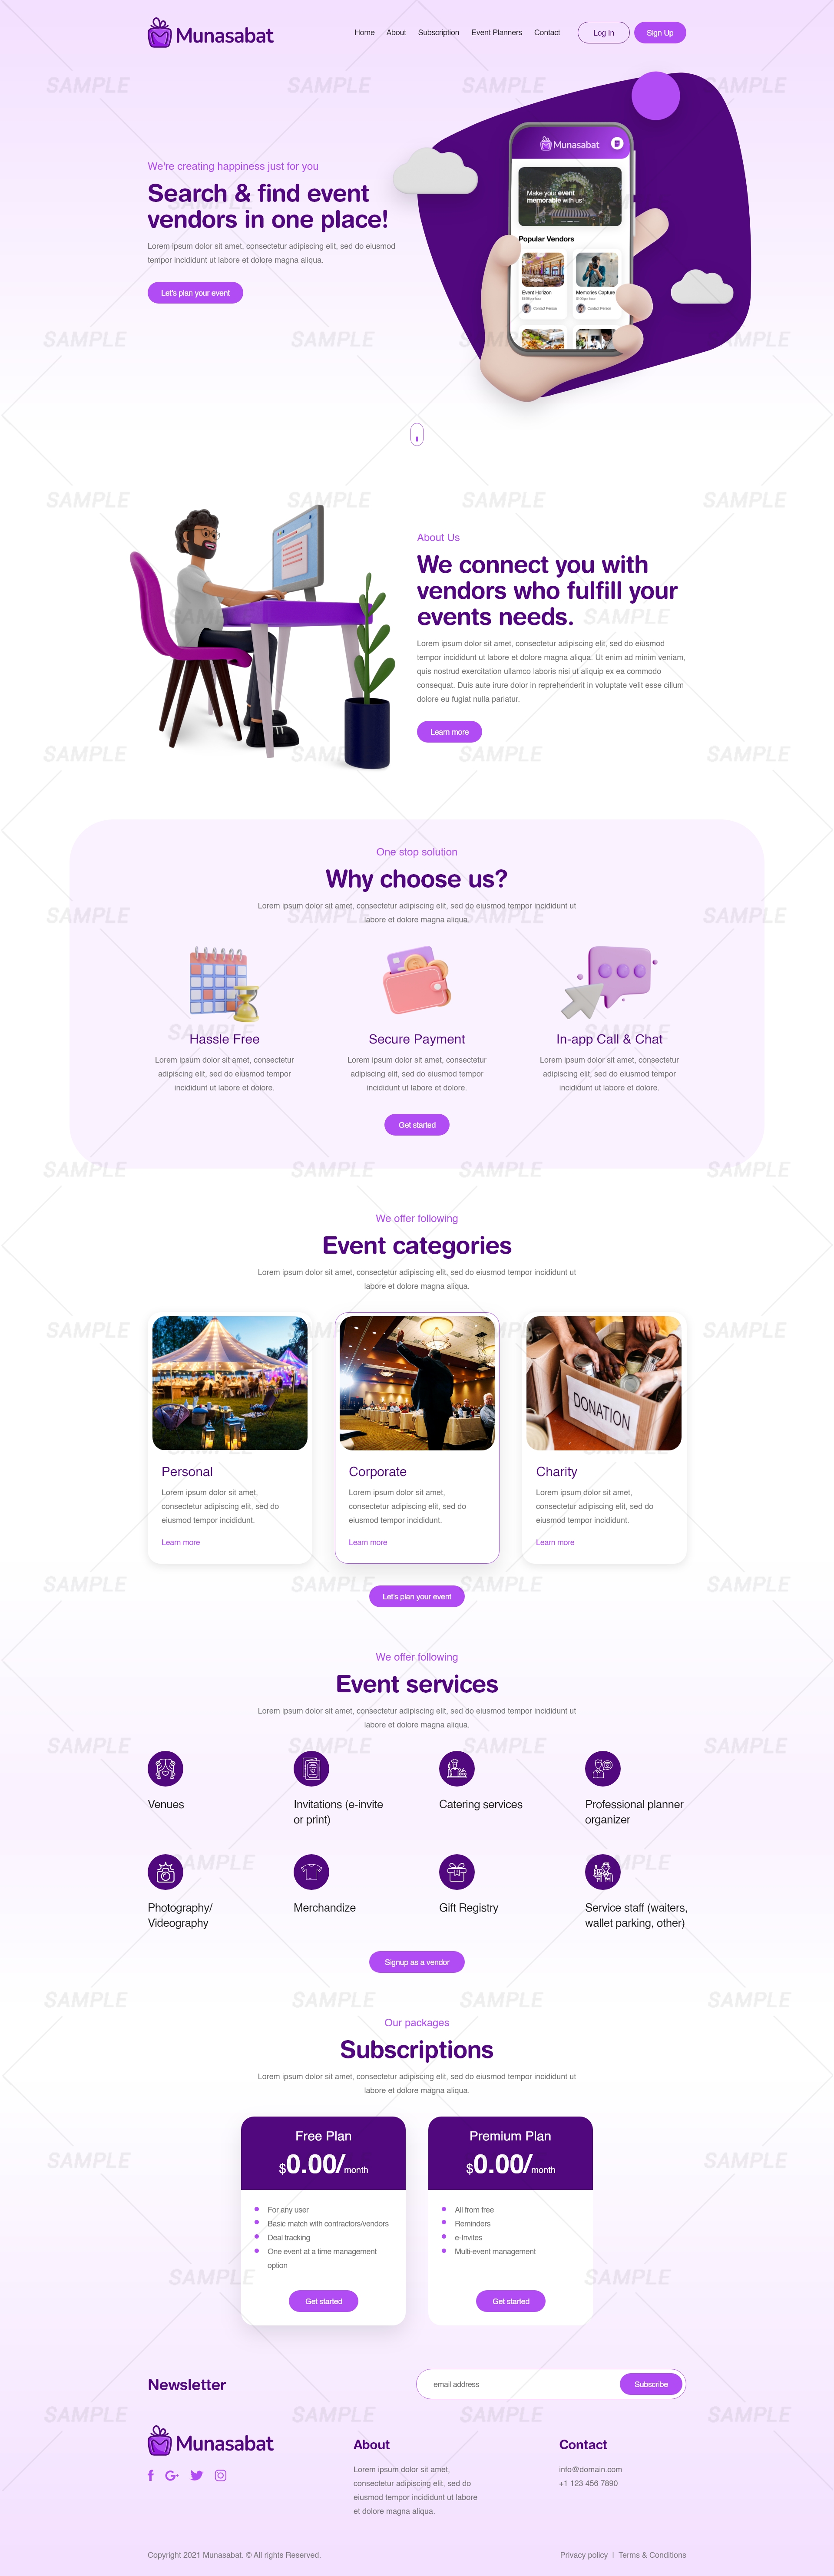 Munasabat
Home About Subscription Event Planners Contact Log In Sign Up
We're creating happiness just for you
Search & find event
vendors in one place!
Lorem ipsum dolor sit amet, consectetur adipiscing elit, sed do eiusmod
tempor incididunt ut labore et dolore magna aliqua.
Let's plan your event
Munasabat
Make your event
memorable with us!
Popular Vendors
Event Horizon
Memories Capture
Contact Person
Contact Person
About Us
We connect you with
vendors who fulfill your
events needs.
Lorem ipsum dolor sit amet, consectetur adipiscing elit, sed do eiusmod
tempor incididunt ut labore et dolore magna aliqua. Ut enim ad minim veniam,
quis nostrud exercitation ullamco laboris nisi ut aliquip ex ea commodo
consequat. Duis aute irure dolor in reprehenderit in voluptate velit esse cillum
dolore eu fugiat nulla pariatur.
Learn more
One stop solution
Why choose us?
Lorem ipsum dolor sit amet, consectetur adipiscing elit, sed do eiusmod tempor incididunt ut
labore et dolore magna aliqua.
Hassle Free
Lorem ipsum dolor sit amet, consectetur
adipiscing elit, sed do eiusmod tempor
incididunt ut labore et dolore.
Secure Payment
Lorem ipsum dolor sit amet, consectetur
adipiscing elit, sed do eiusmod tempor
incididunt ut labore et dolore.
In-app Call & Chat
Lorem ipsum dolor sit amet, consectetur
adipiscing elit, sed do eiusmod tempor
incididunt ut labore et dolore.
Get started
We offer following
Event categories
Lorem ipsum dolor sit amet, consectetur adipiscing elit, sed do eiusmod tempor incididunt ut
labore et dolore magna aliqua.
Personal
Lorem ipsum dolor sit amet,
consectetur adipiscing elit, sed do
eiusmod tempor incididunt.
Learn more
Corporate
Lorem ipsum dolor sit amet,
consectetur adipiscing elit, sed do
eiusmod tempor incididunt.
Learn more
DONATION
Charity
Lorem ipsum dolor sit amet,
consectetur adipiscing elit, sed do
eiusmod tempor incididunt.
Learn more
Let's plan your event
We offer following
Event services
Lorem ipsum dolor sit amet, consectetur adipiscing elit, sed do eiusmod tempor incididunt ut
labore et dolore magna aliqua.
Venues
Invitations (e-invite
or print)
Catering services
Professional planner
organizer
Photography/
Videography
Merchandize
Gift Registry
Service staff (waiters,
wallet parking, other)
Signup as a vendor
Our packages
Subscriptions
Lorem ipsum dolor sit amet, consectetur adipiscing elit, sed do eiusmod tempor incididunt ut
labore et dolore magna aliqua.
Free Plan
$0.00/month
For any user
Basic match with contractors/vendors
Deal tracking
One event at a time management
option
Get started
Premium Plan
$0.00/month
All from free
Reminders
e-Invites
Multi-event management
Get started
Newsletter
email address
Subscribe
Munasabat
About
Lorem ipsum dolor sit amet,
consectetur adipiscing elit, sed do
eiusmod tempor incididunt ut labore
et dolore magna aliqua.
Contact
info@domain.com
+1 123 456 7890
Copyright 2021 Munasabat. © All rights Reserved.
Privacy policy | Terms & Conditions
SAMPLE